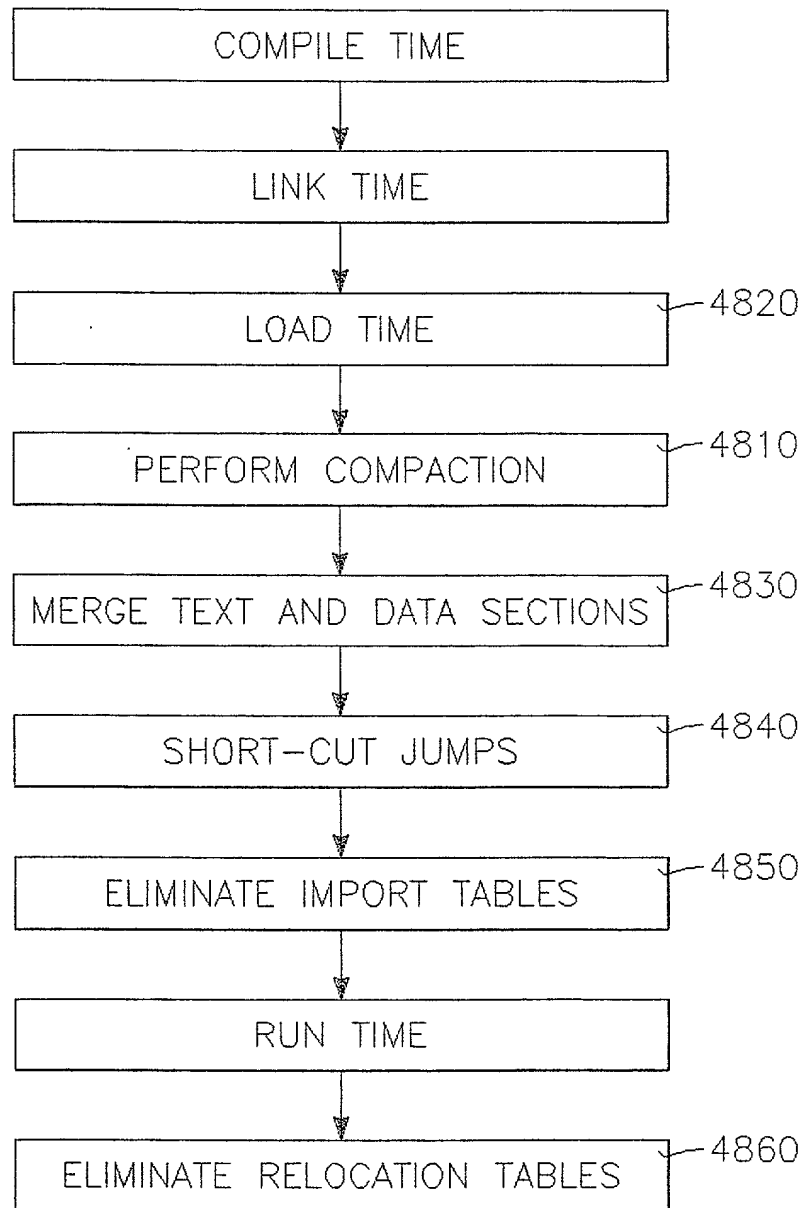 COMPILE TIME
LINK TIME
LOAD TIME
4820
PERFORM COMPACTION
4810
MERGE TEXT AND DATA SECTIONS
4830
SHORT-CUT JUMPS
4840
ELIMINATE IMPORT TABLES
4850
RUN TIME
ELIMINATE RELOCATION TABLES
4860